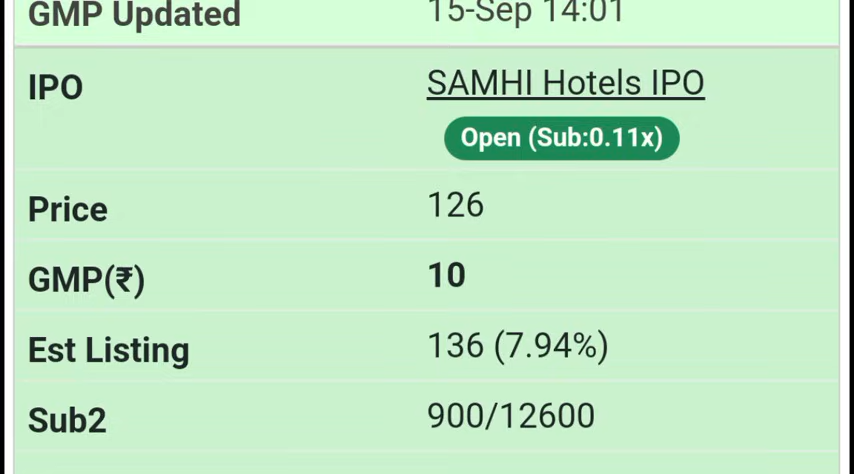 GMP Updated 15-Sep 14:01
IPO SAMHI Hotels IPO
Open (Sub:0.11x)
Price 126
GMP(₹) 10
Est Listing 136 (7.94%)
Sub2 900/12600